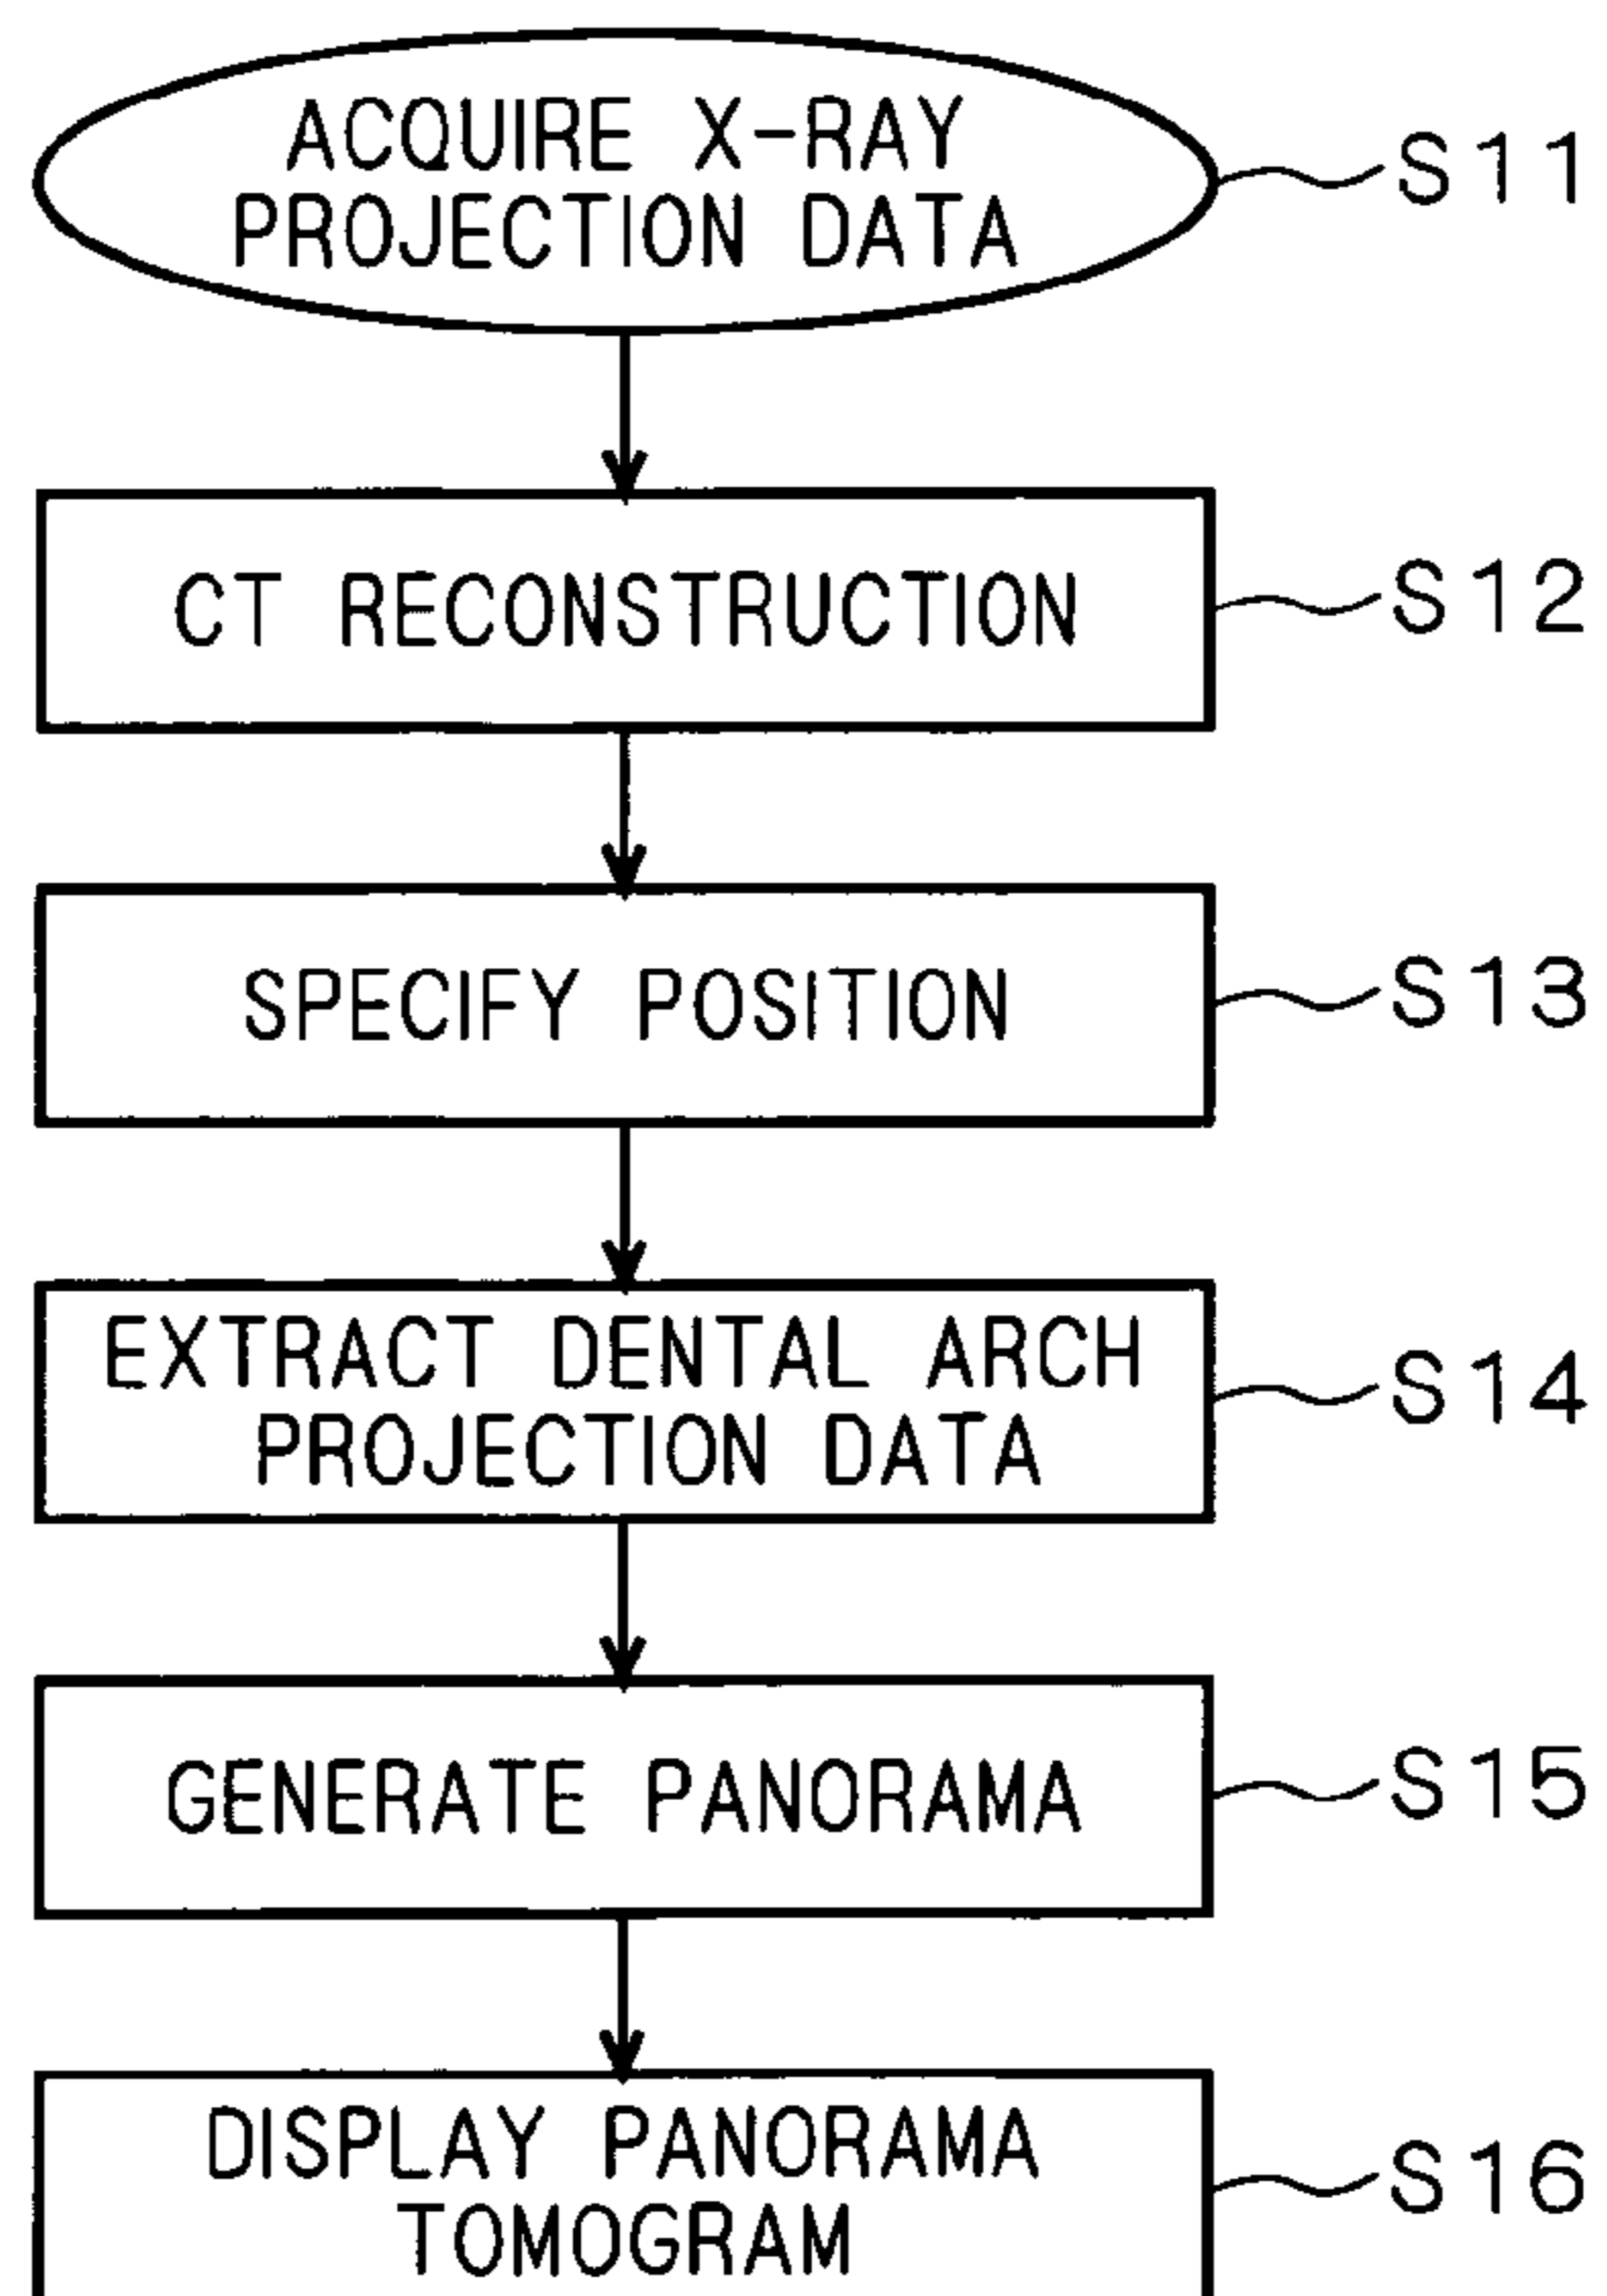 ACQUIRE X-RAY
PROJECTION DATA
S11
CT RECONSTRUCTION
S12
SPECIFY POSITION
S13
EXTRACT DENTAL ARCH
PROJECTION DATA
S14
GENERATE PANORAMA
S15
DISPLAY PANORAMA
TOMOGRAM
S16